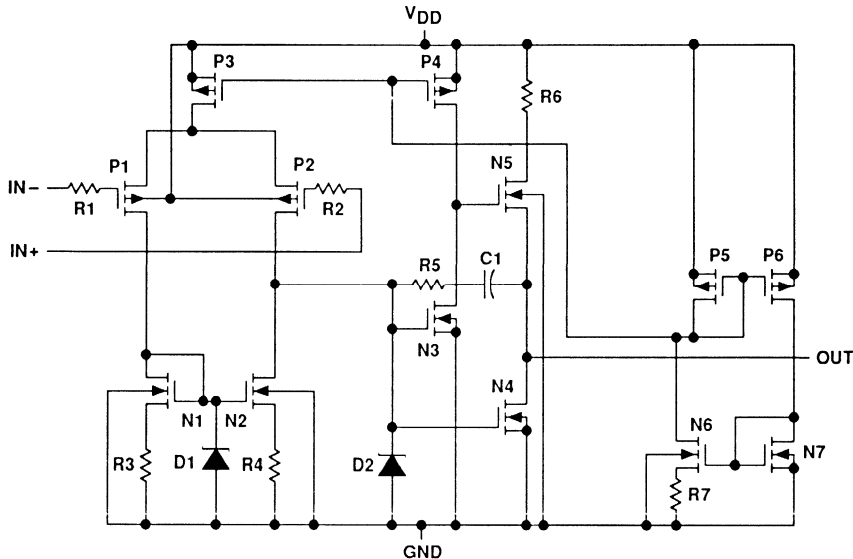 VDD
P3
P4
R6
P1
P2
N5
IN−
R1
R2
IN+
R5
C1
P5
P6
N3
OUT
N1
N2
N4
N6
N7
R3
D1
R4
D2
R7
GND